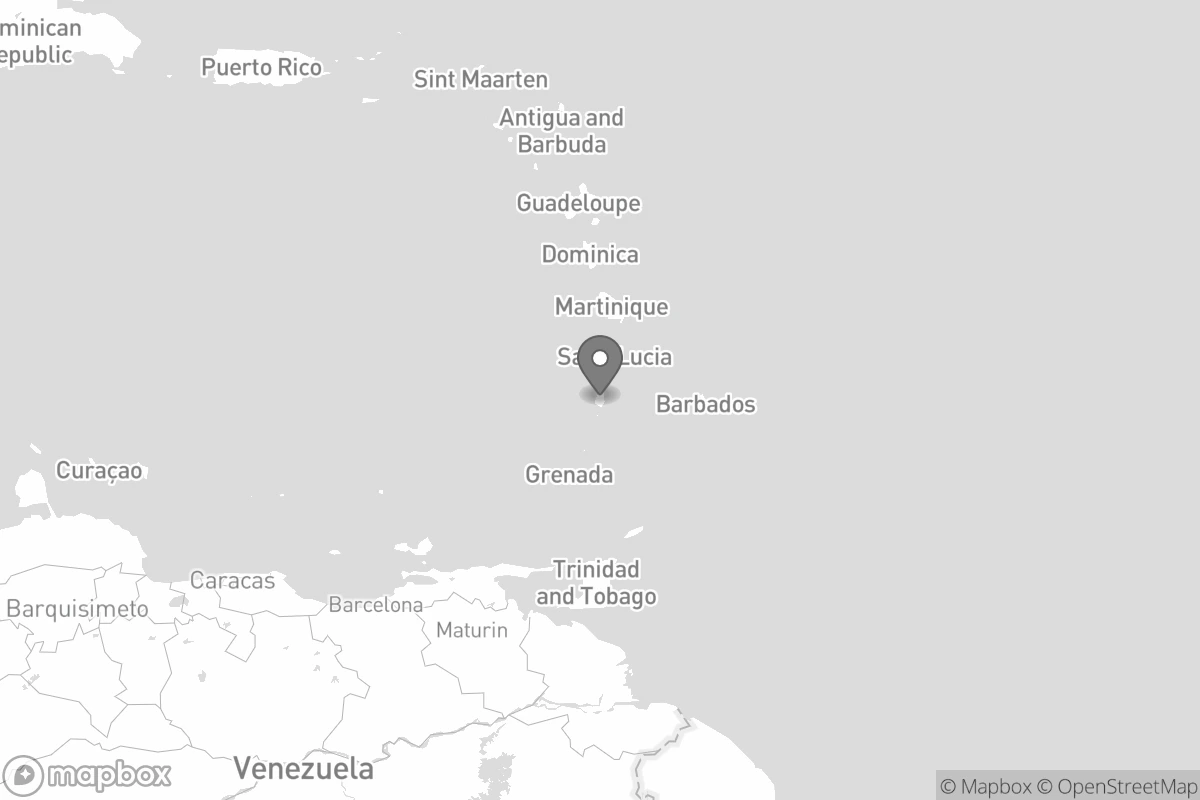 minican
epublic
Puerto Rico
Sint Maarten
Antigua and
Barbuda
Guadeloupe
Dominica
Martinique
Sa Lucia
Barbados
Curaçao
Grenada
Trinidad
and Tobago
Caracas
Barquisimeto
Barcelona
Maturin
Venezuela
mapbox
© Mapbox © OpenStreetMap